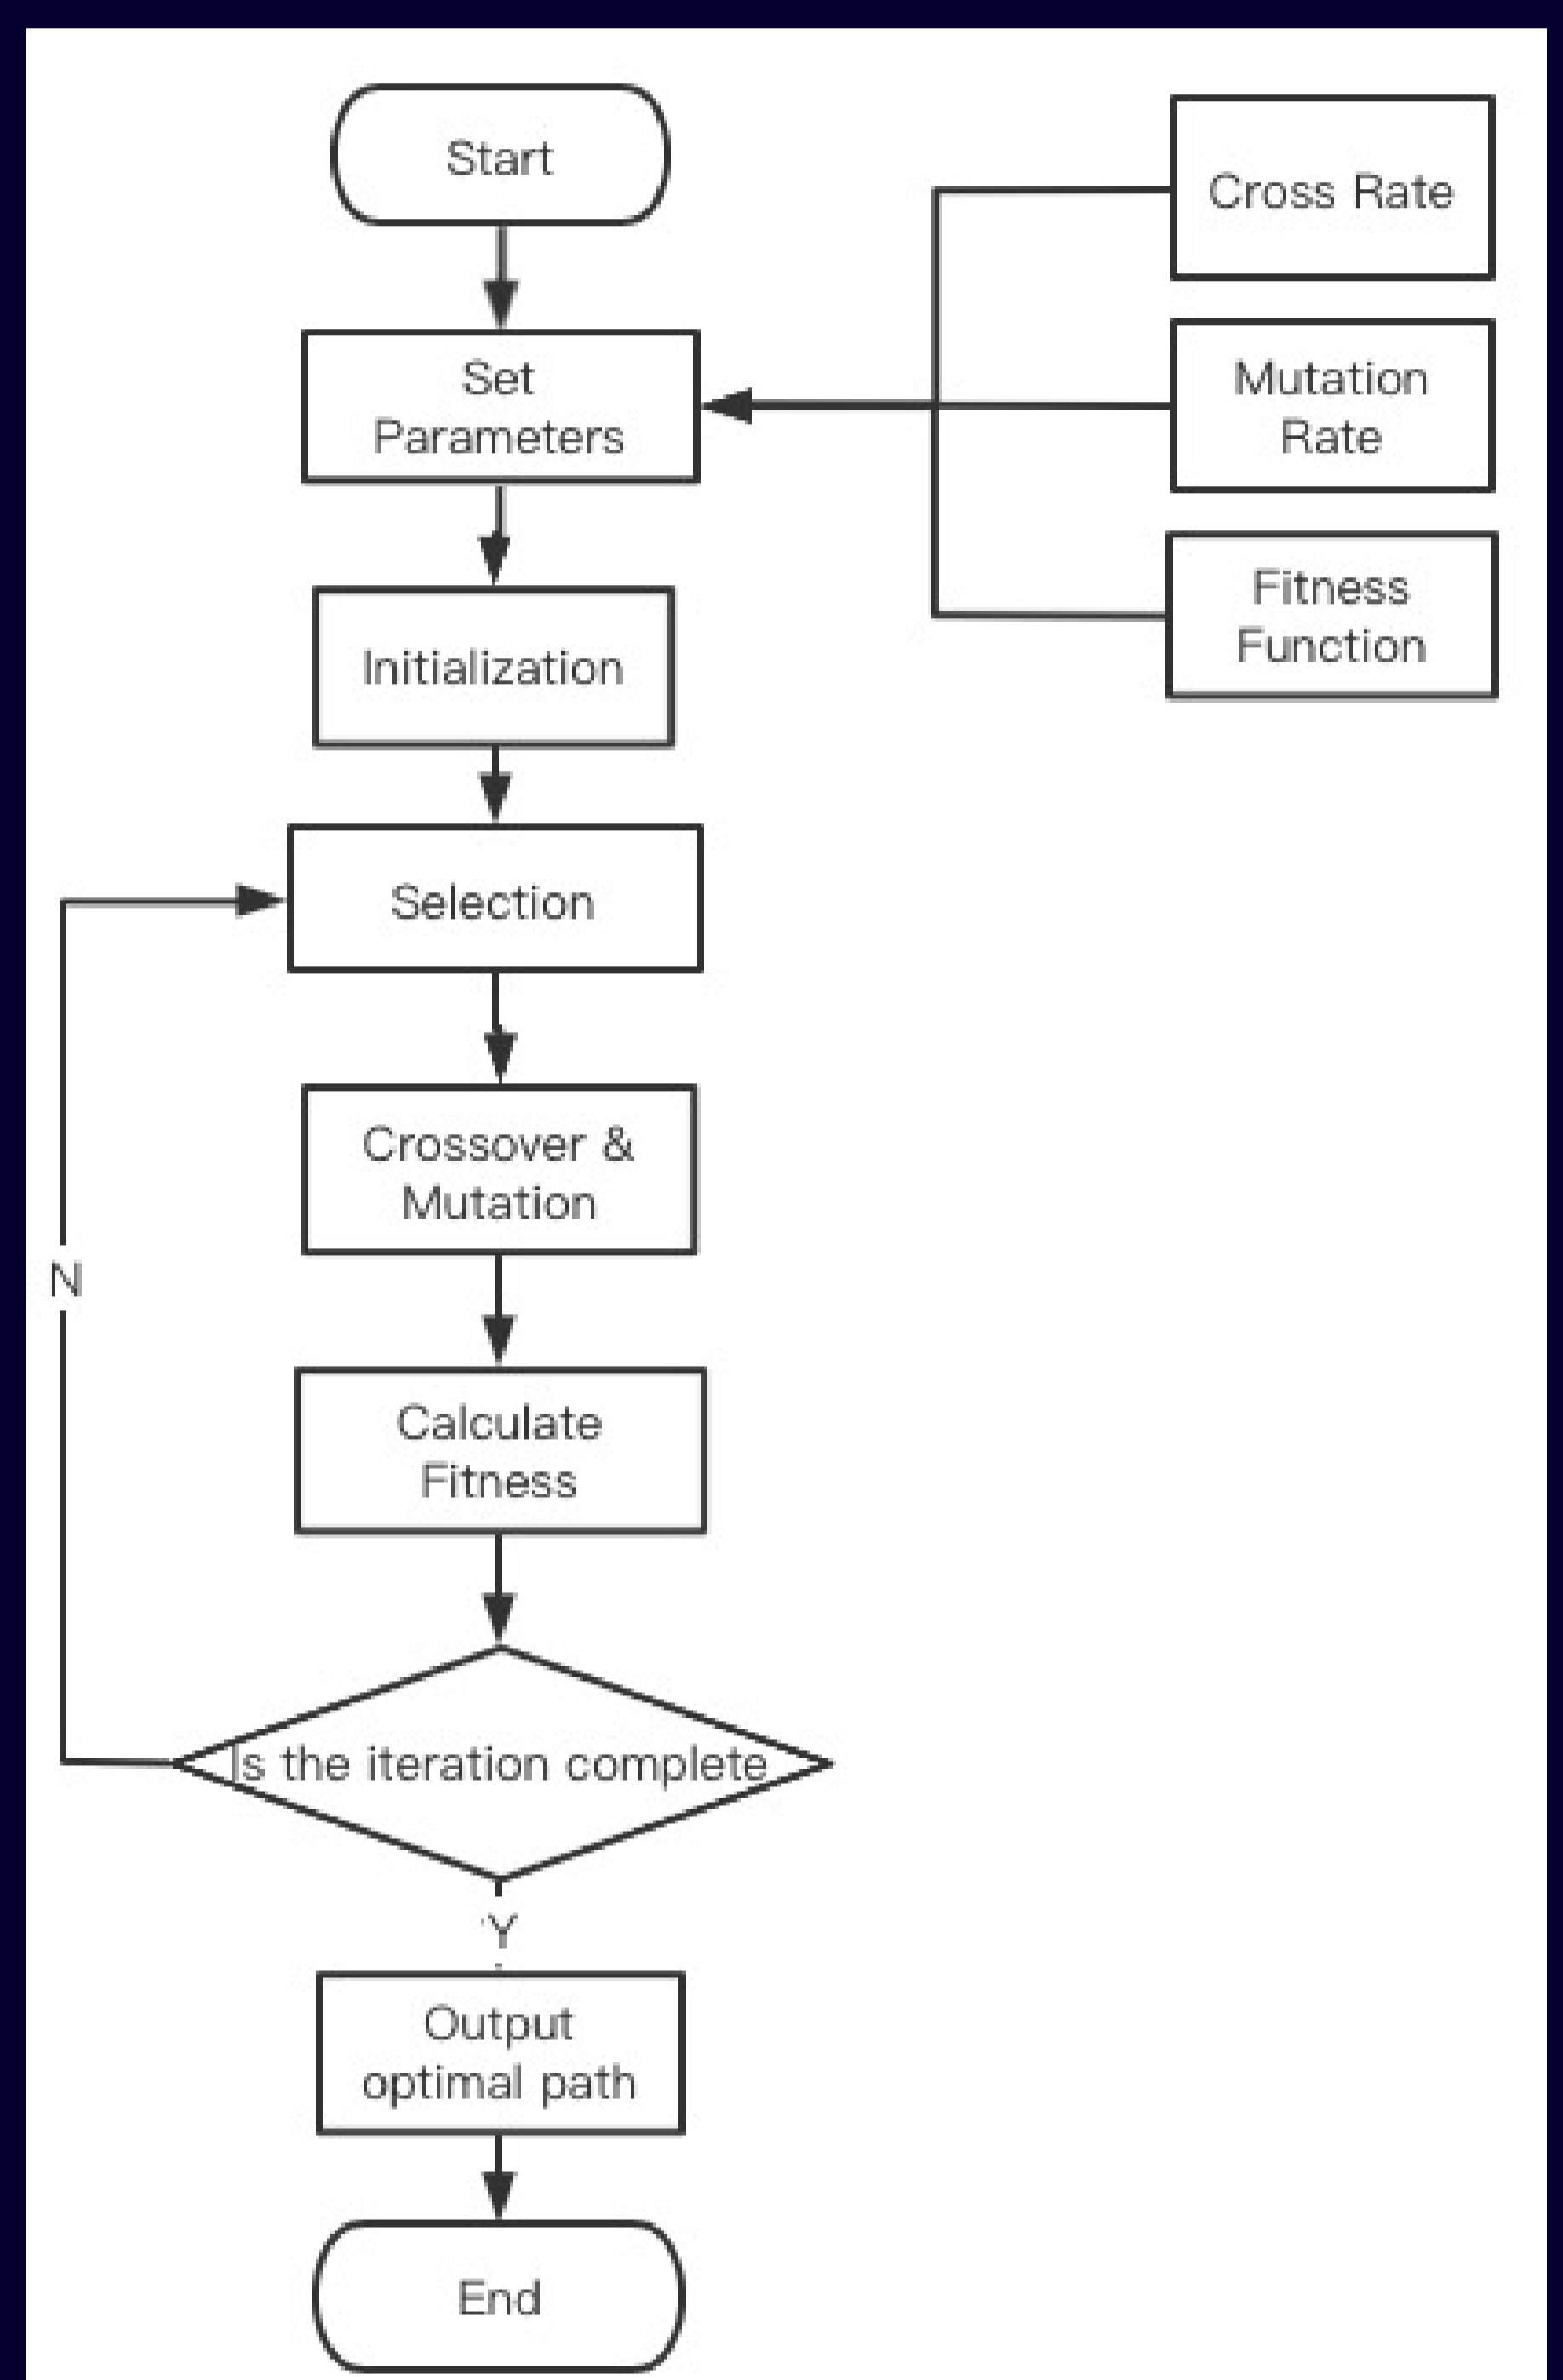 Start
Cross Rate
Set
Parameters
Mutation
Rate
Fitness
Function
Initialization
Selection
Crossover &
Mutation
N
Calculate
Fitness
Is the iteration complete
Y
Output
optimal path
End